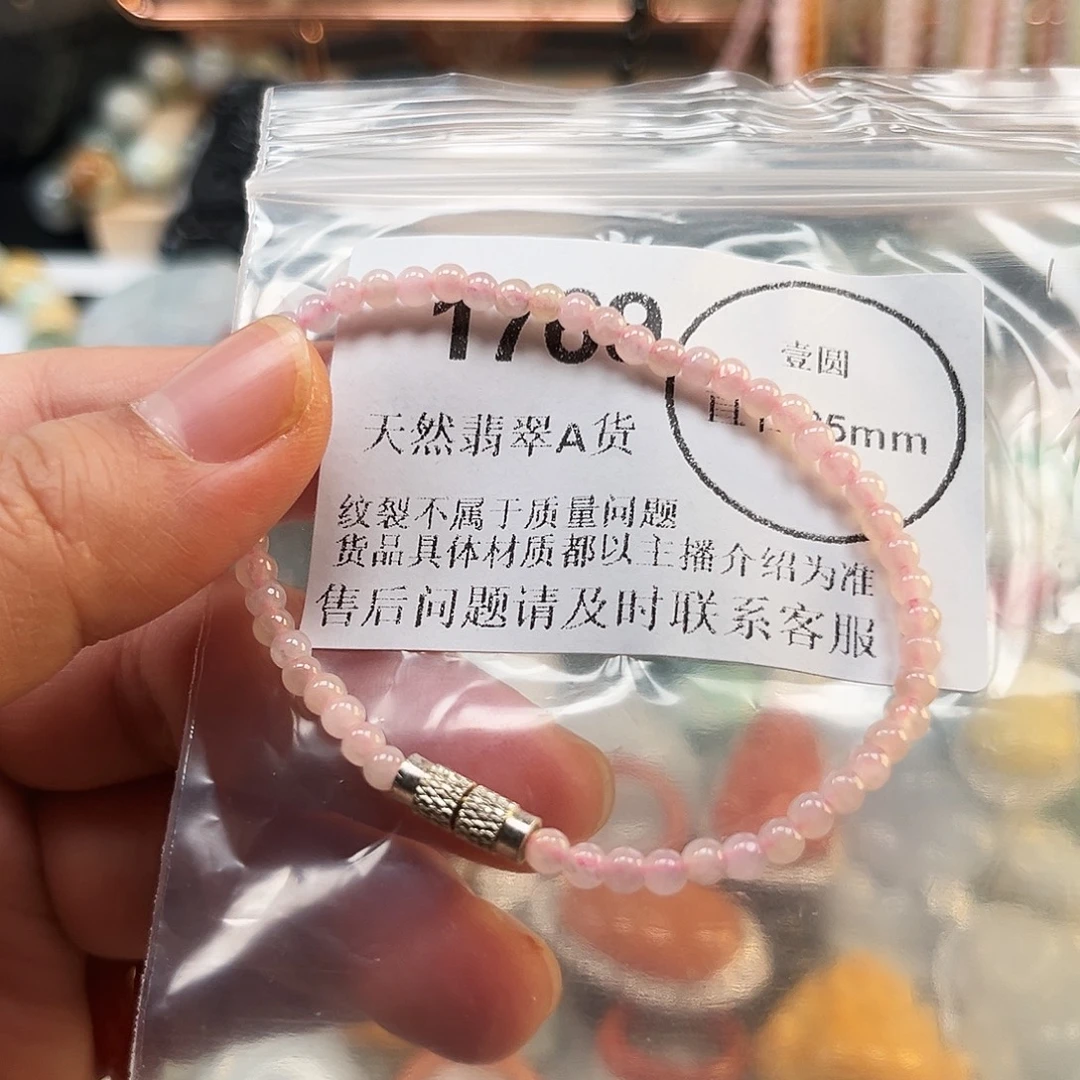 天然翡翠A货
壹圆
5mm
纹裂不属于质量问题
货品具体材质都以主播介绍为准
售后问题请及时联系客服